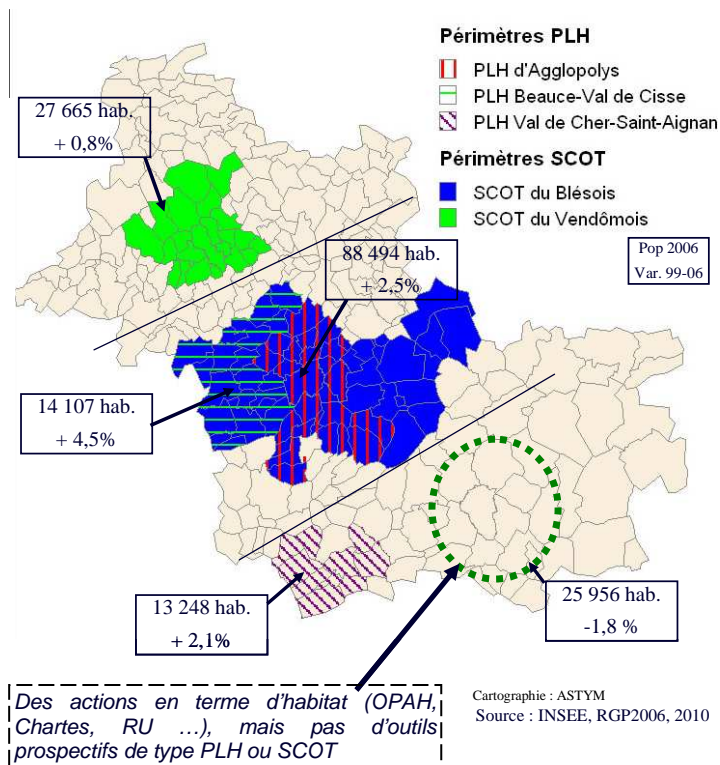 Périmètres PLH
PLH d'Agglopolys
PLH Beauce-Val de Cisse
PLH Val de Cher-Saint-Aignan
Périmètres SCOT
SCOT du Blésois
SCOT du Vendômois
27 665 hab.
+ 0,8%
Pop 2006
Var. 99-06
88 494 hab.
+ 2,5%
14 107 hab.
+ 4,5%
13 248 hab.
+ 2,1%
25 956 hab.
-1,8 %
Des actions en terme d'habitat (OPAH,
Chartes, RU …), mais pas d'outils
prospectifs de type PLH ou SCOT
Cartographie : ASTYM
Source : INSEE, RGP2006, 2010